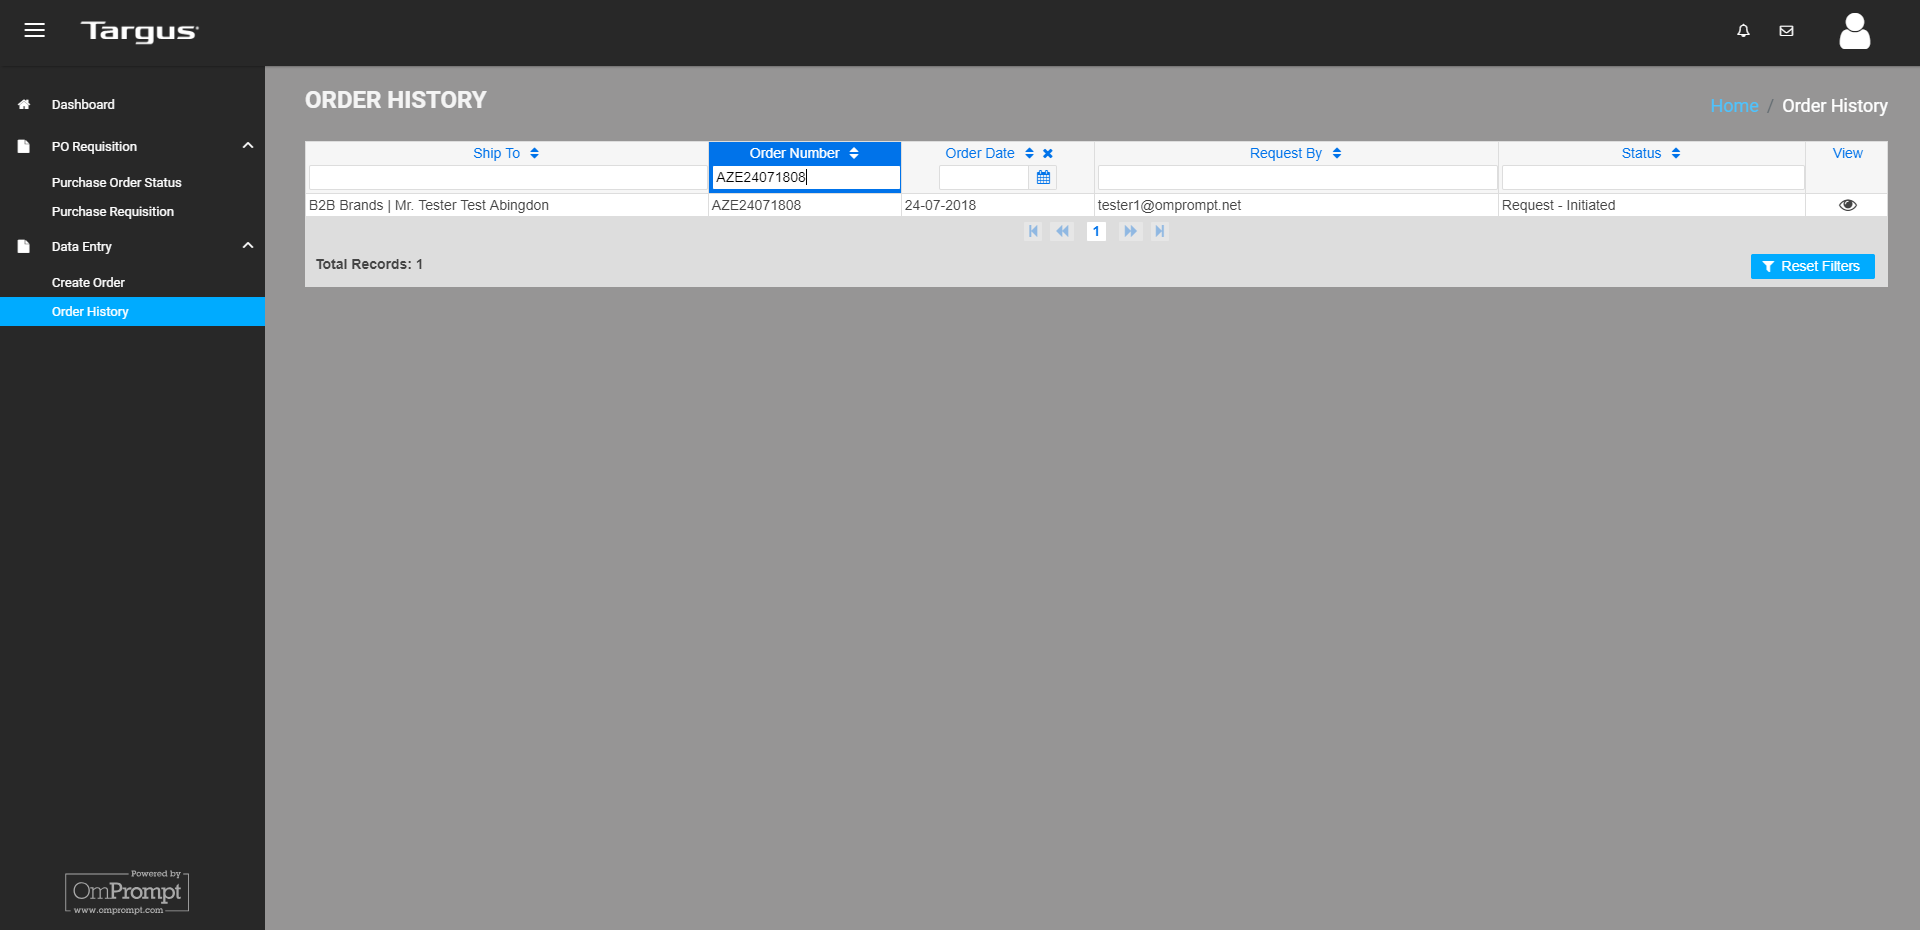 Targus
Dashboard
PO Requisition
Purchase Order Status
Purchase Requisition
Data Entry
Create Order
Order History
Powered by
OmPrompt
www.omprompt.com
ORDER HISTORY
Home / Order History
Ship To Order Number Order Date Request By Status View
AZE24071808
B2B Brands | Mr. Tester Test Abingdon AZE24071808 24-07-2018 tester1@omprompt.net Request - Initiated
1
Total Records: 1
Reset Filters